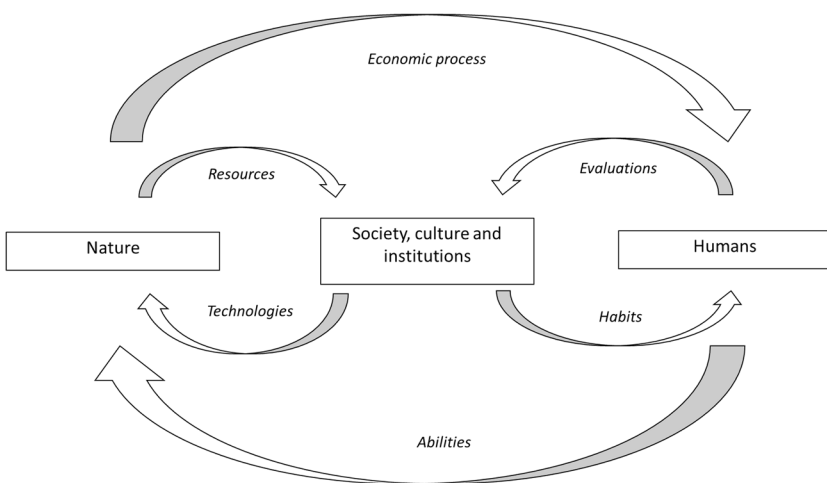 Economic process
Resources
Evaluations
Nature
Society, culture and
institutions
Humans
Technologies
Habits
Abilities